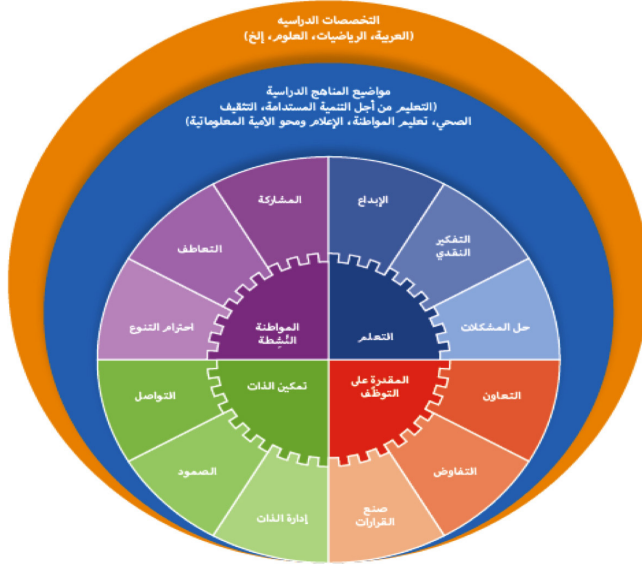 التخصصات الدراسيه
(العربية، الرياضيات، العلوم، إلخ)
مواضيع المناهج الدراسية
(التعليم من أجل التنمية المستدامة، التثقيف
الصحي، تعليم المواطنة، الإعلام ومحو الأمية المعلوماتية)
الإبداع
المشاركة
التفكير
النقدي
التعاطف
حل المشكلات
احترام التنوع
التعلم
المواطنة
النَّشِطة
المقدرة على
التوظّف
تمكين الذات
التعاون
التواصل
التفاوض
الصمود
صنع
القرارات
إدارة الذات